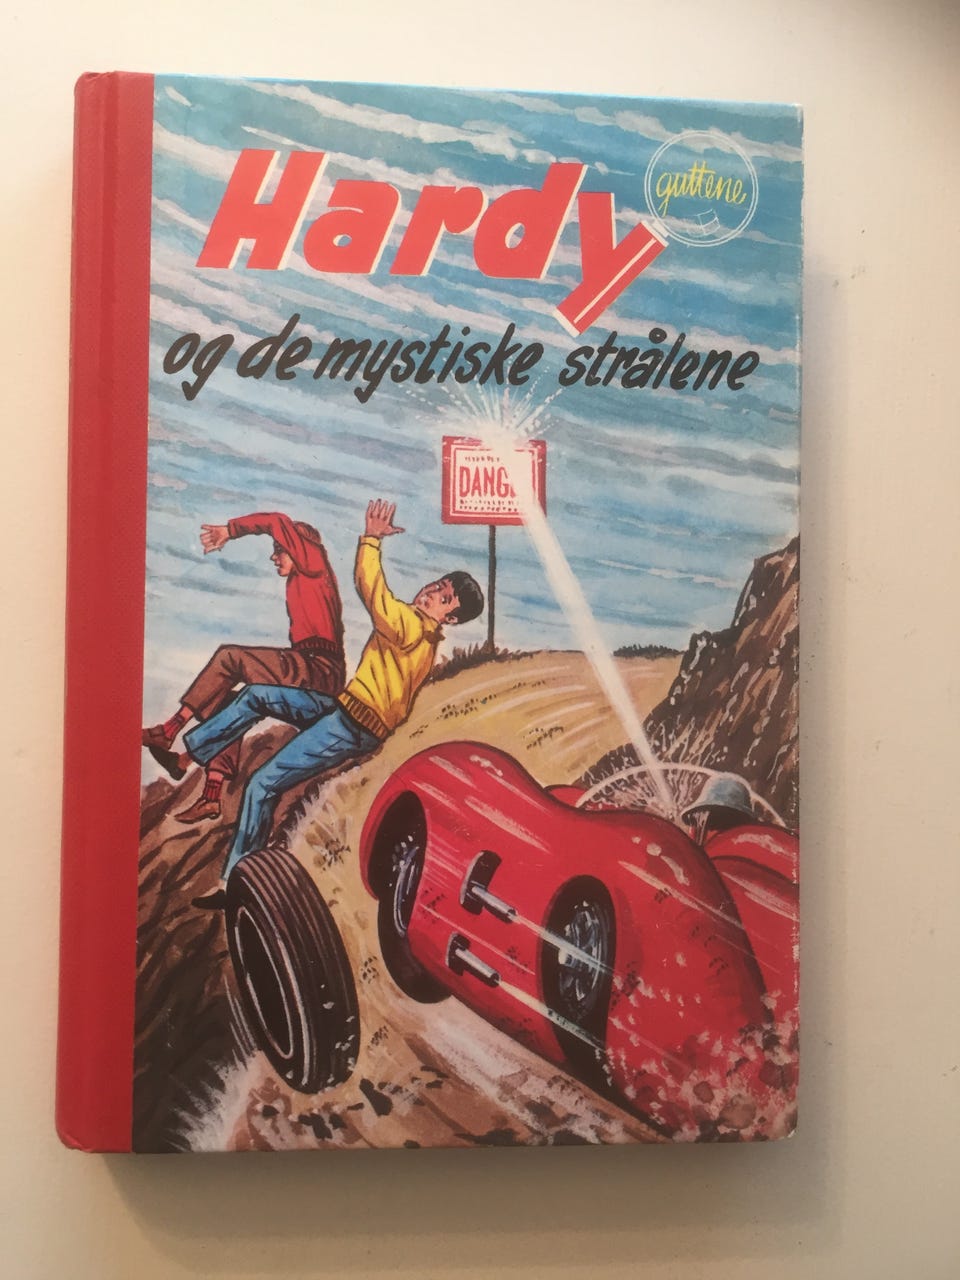 Hardy
guttene
og de mystiske strålene